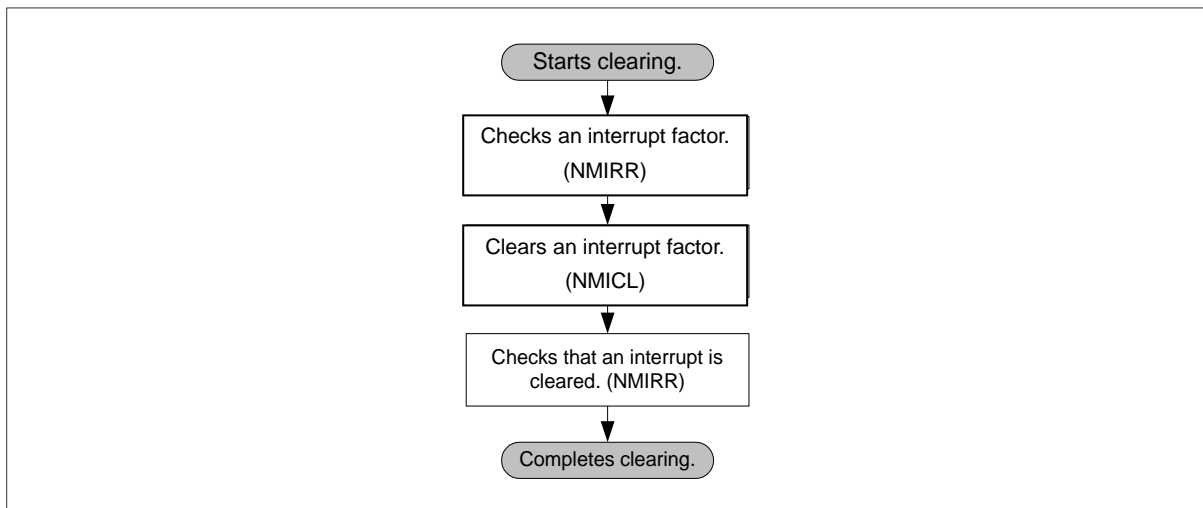 Starts clearing.
Checks an interrupt factor.
(NMIRR)
Clears an interrupt factor.
(NMICL)
Checks that an interrupt is
cleared. (NMIRR)
Completes clearing.